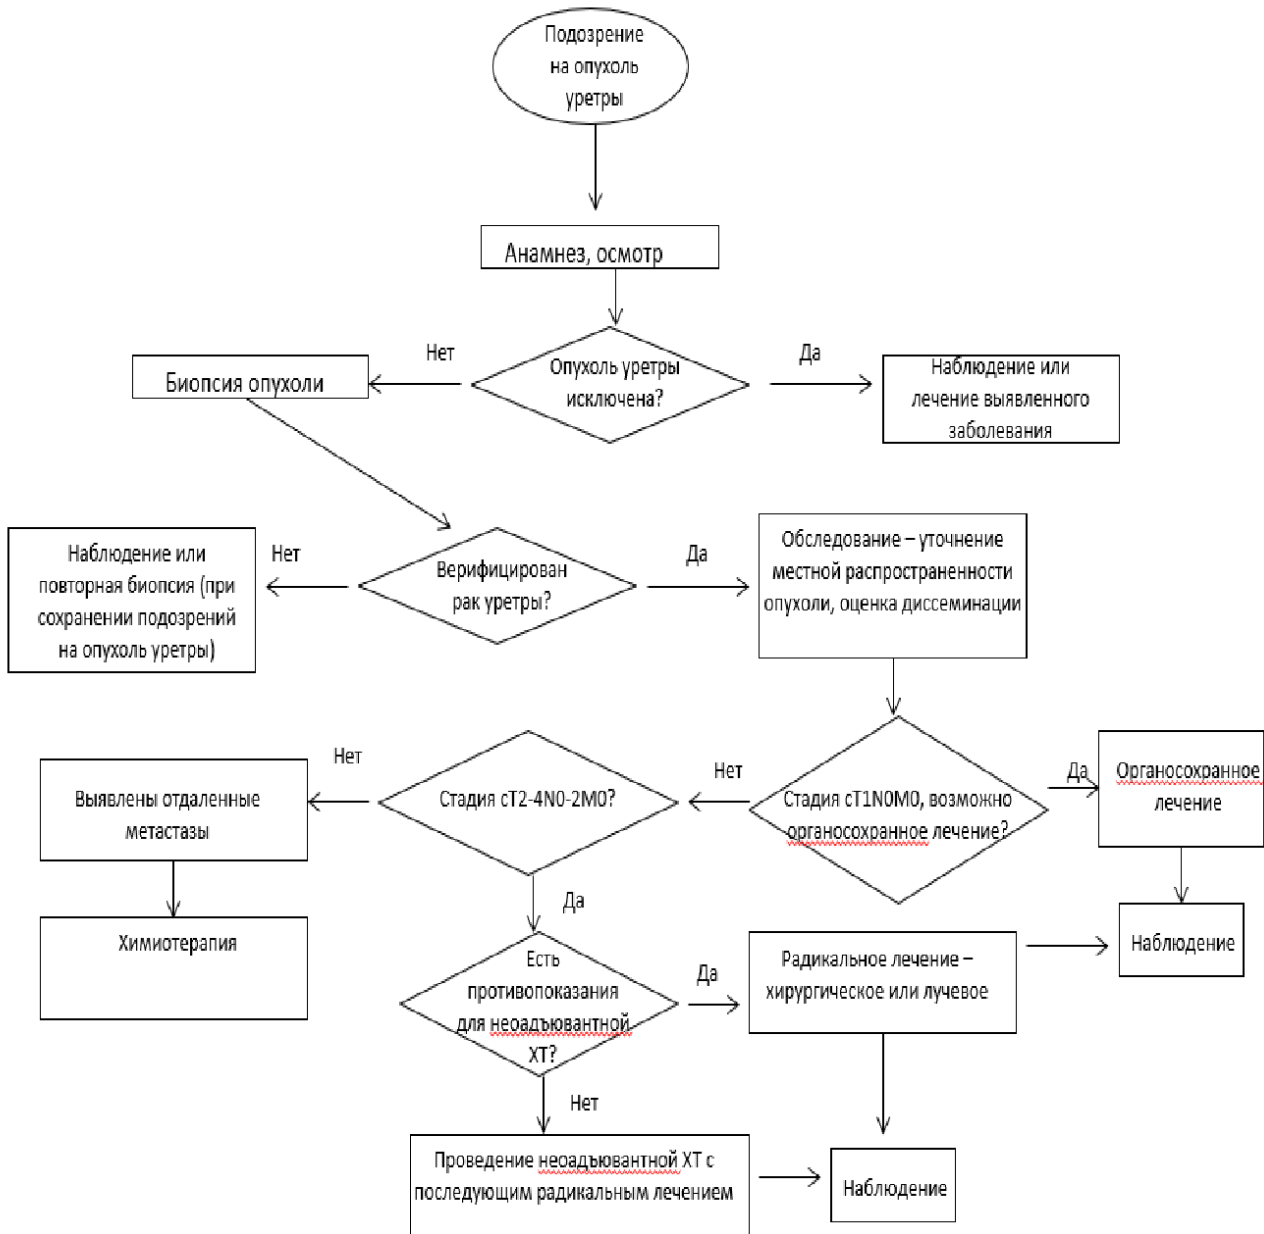 Подозрение
на опухоль
уретры
Анамнез, осмотр
Нет
Опухоль уретры
исключена?
Да
Биопсия опухоли
Наблюдение или
лечение выявленного
заболевания
Наблюдение или
повторная биопсия (при
сохранении подозрений
на опухоль уретры)
Нет
Верифицирован
рак уретры?
Да
Обследование – уточнение
местной распространенности
опухоли, оценка диссеминации
Выявлены отдаленные
метастазы
Нет
Стадия cT2-4N0-2M0?
Нет
Стадия cT1N0M0, возможно
органосохранное лечение?
Да
Органосохранное
лечение
Да
Химиотерапия
Есть
противопоказания
для неоадъювантной
ХТ?
Да
Радикальное лечение –
хирургическое или лучевое
Наблюдение
Нет
Проведение неоадъювантной ХТ с
последующим радикальным лечением
Наблюдение